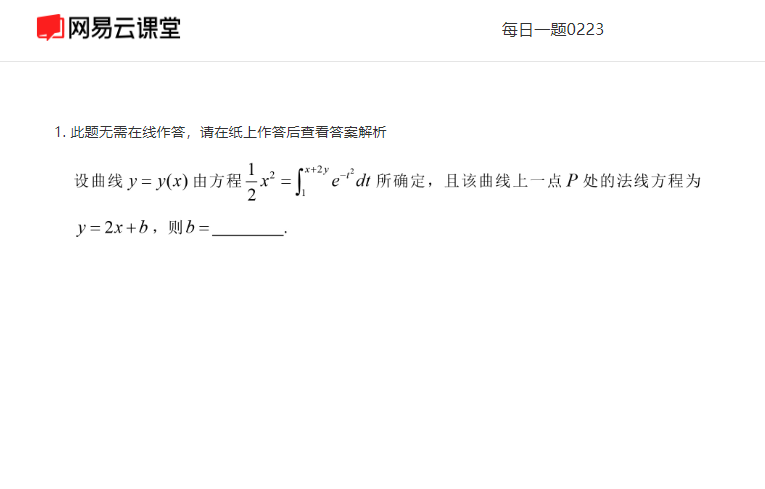 网易云课堂
每日一题0223
1. 此题无需在线作答，请在纸上作答后查看答案解析
设曲线 y = y(x) 由方程 $\frac{1}{2}x^2 = \int_1^{x+2y} e^{-t^2} dt$ 所确定，且该曲线上一点 P 处的法线方程为
y = 2x + b，则 b = ________.